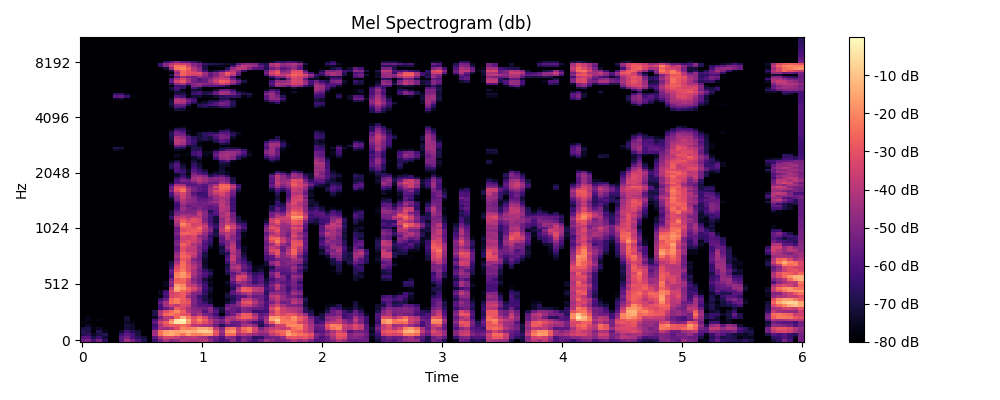 Mel Spectrogram (db)
8192
4096
2048
1024
512
0
Hz
0 1 2 3 4 5 6
Time
-10 dB
-20 dB
-30 dB
-40 dB
-50 dB
-60 dB
-70 dB
-80 dB